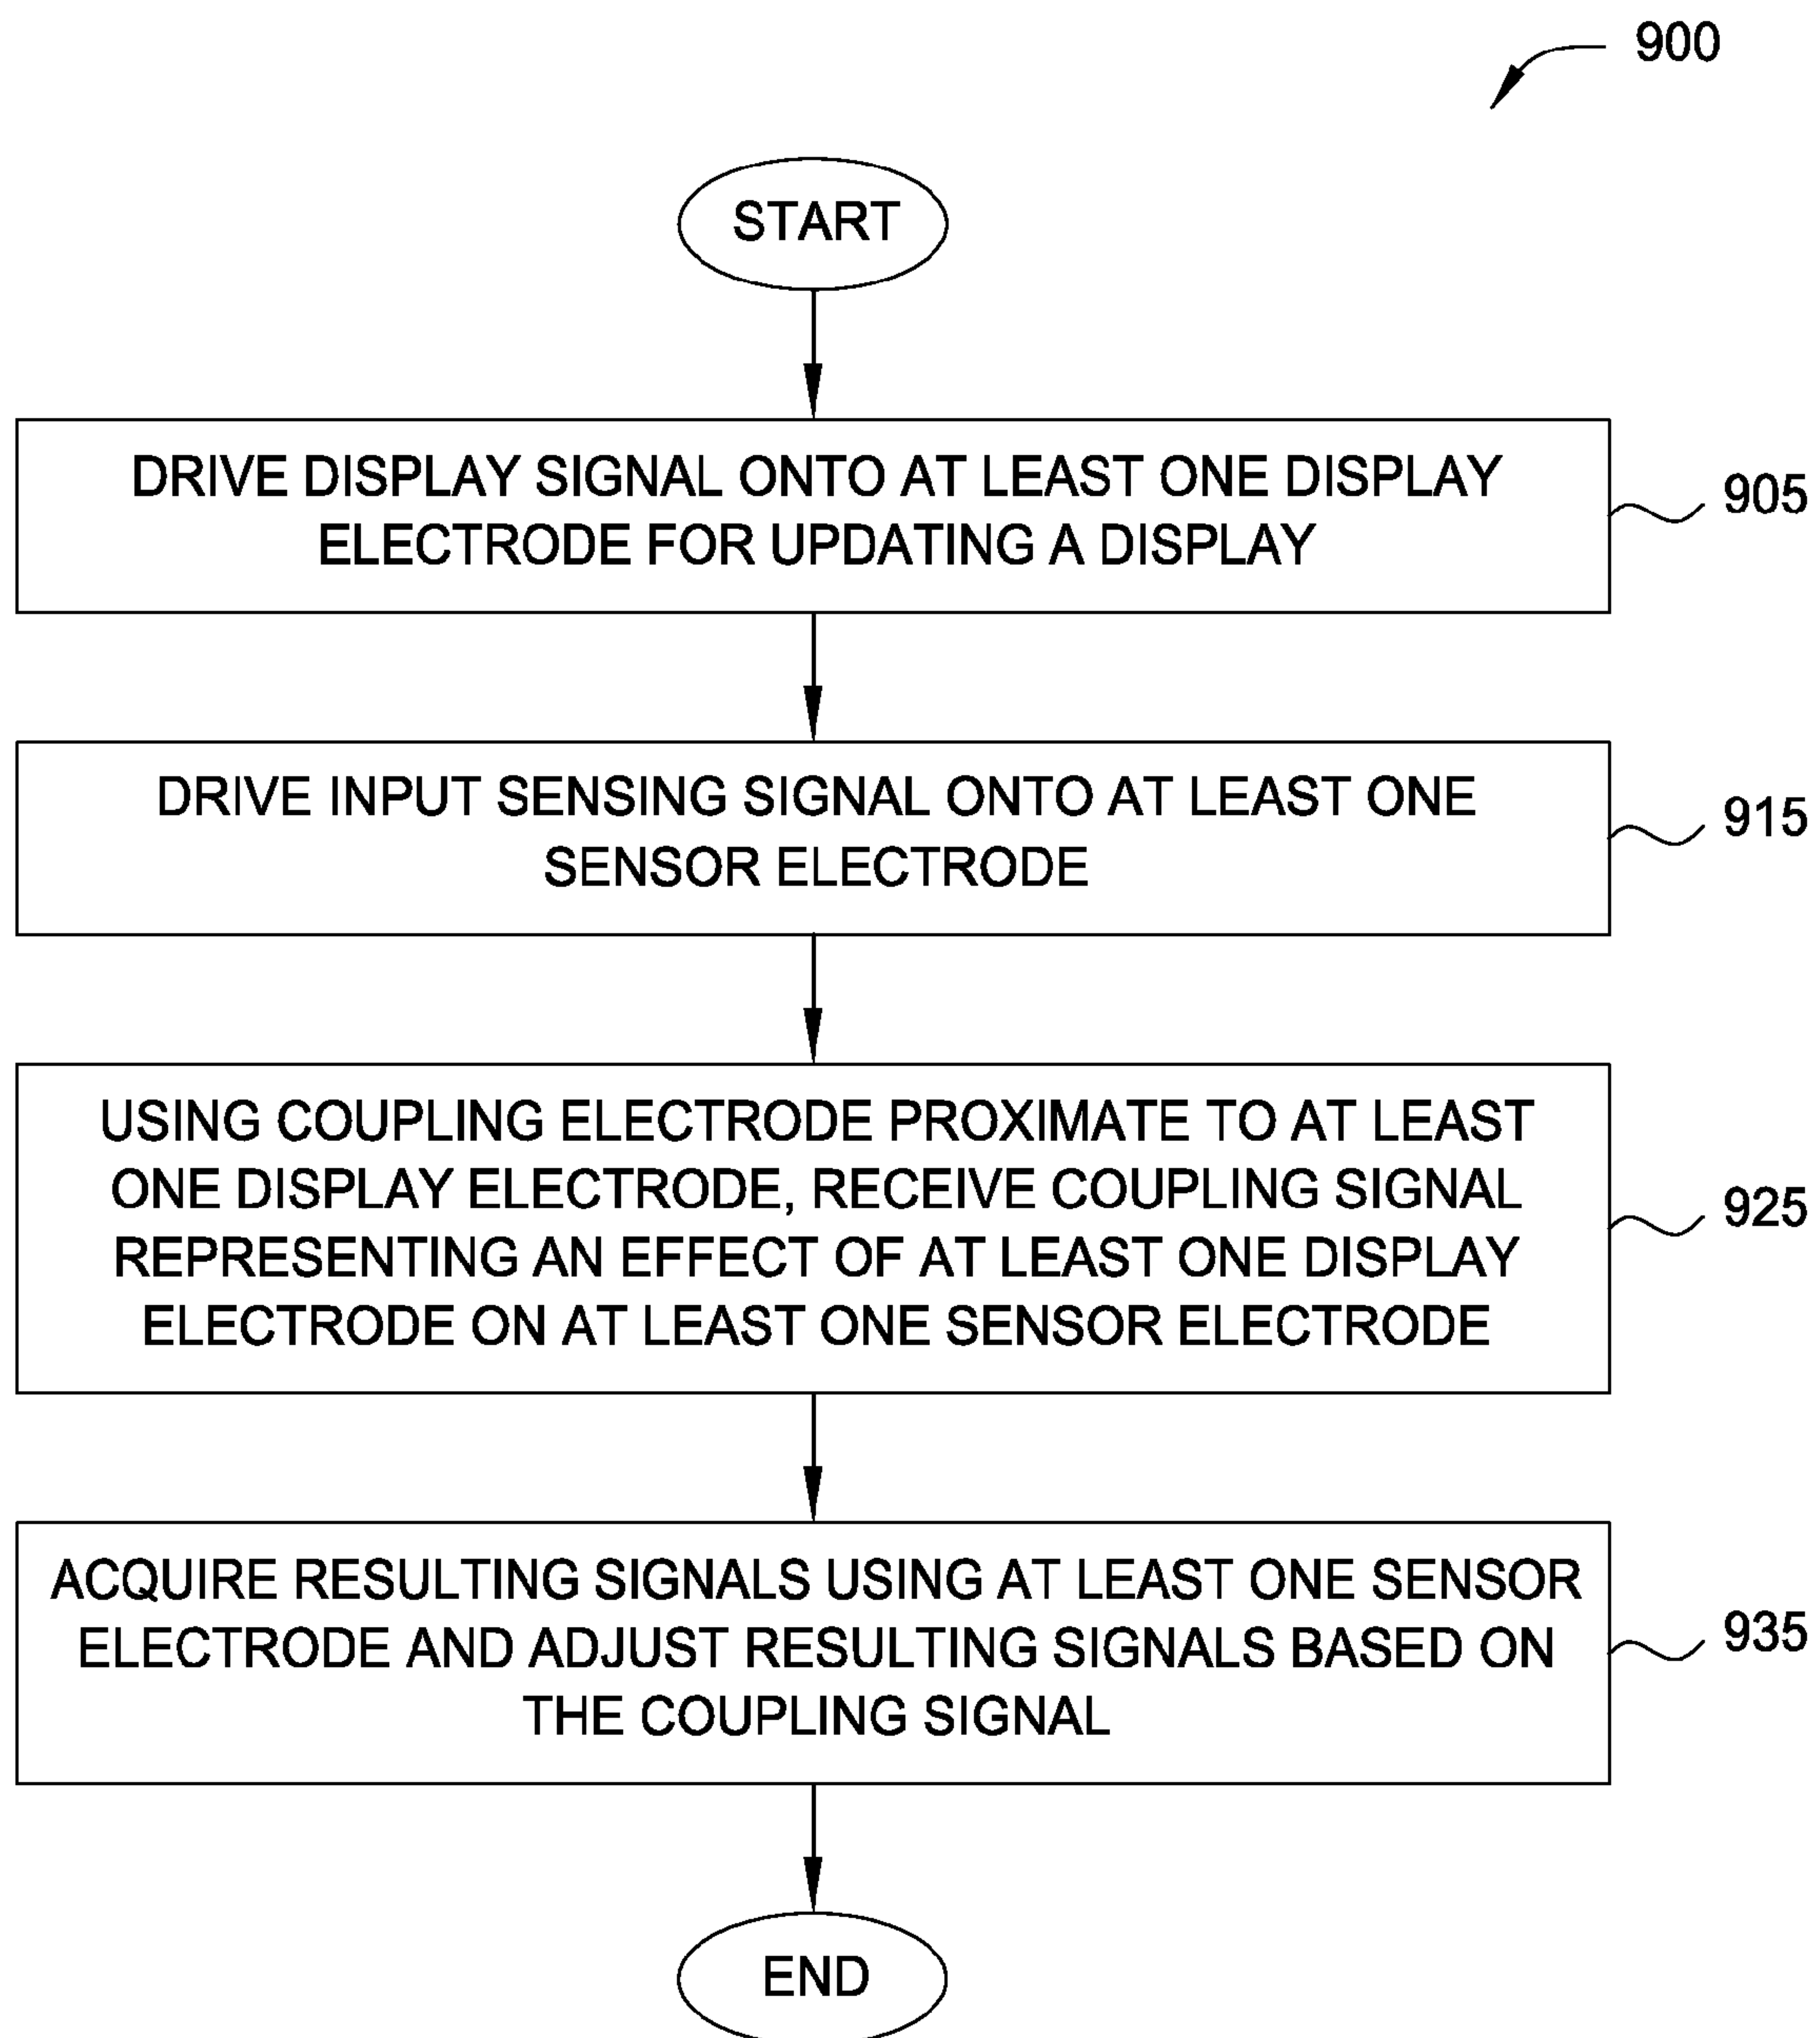 900
START
DRIVE DISPLAY SIGNAL ONTO AT LEAST ONE DISPLAY
ELECTRODE FOR UPDATING A DISPLAY
905
DRIVE INPUT SENSING SIGNAL ONTO AT LEAST ONE
SENSOR ELECTRODE
915
USING COUPLING ELECTRODE PROXIMATE TO AT LEAST
ONE DISPLAY ELECTRODE, RECEIVE COUPLING SIGNAL
REPRESENTING AN EFFECT OF AT LEAST ONE DISPLAY
ELECTRODE ON AT LEAST ONE SENSOR ELECTRODE
925
ACQUIRE RESULTING SIGNALS USING AT LEAST ONE SENSOR
ELECTRODE AND ADJUST RESULTING SIGNALS BASED ON
THE COUPLING SIGNAL
935
END